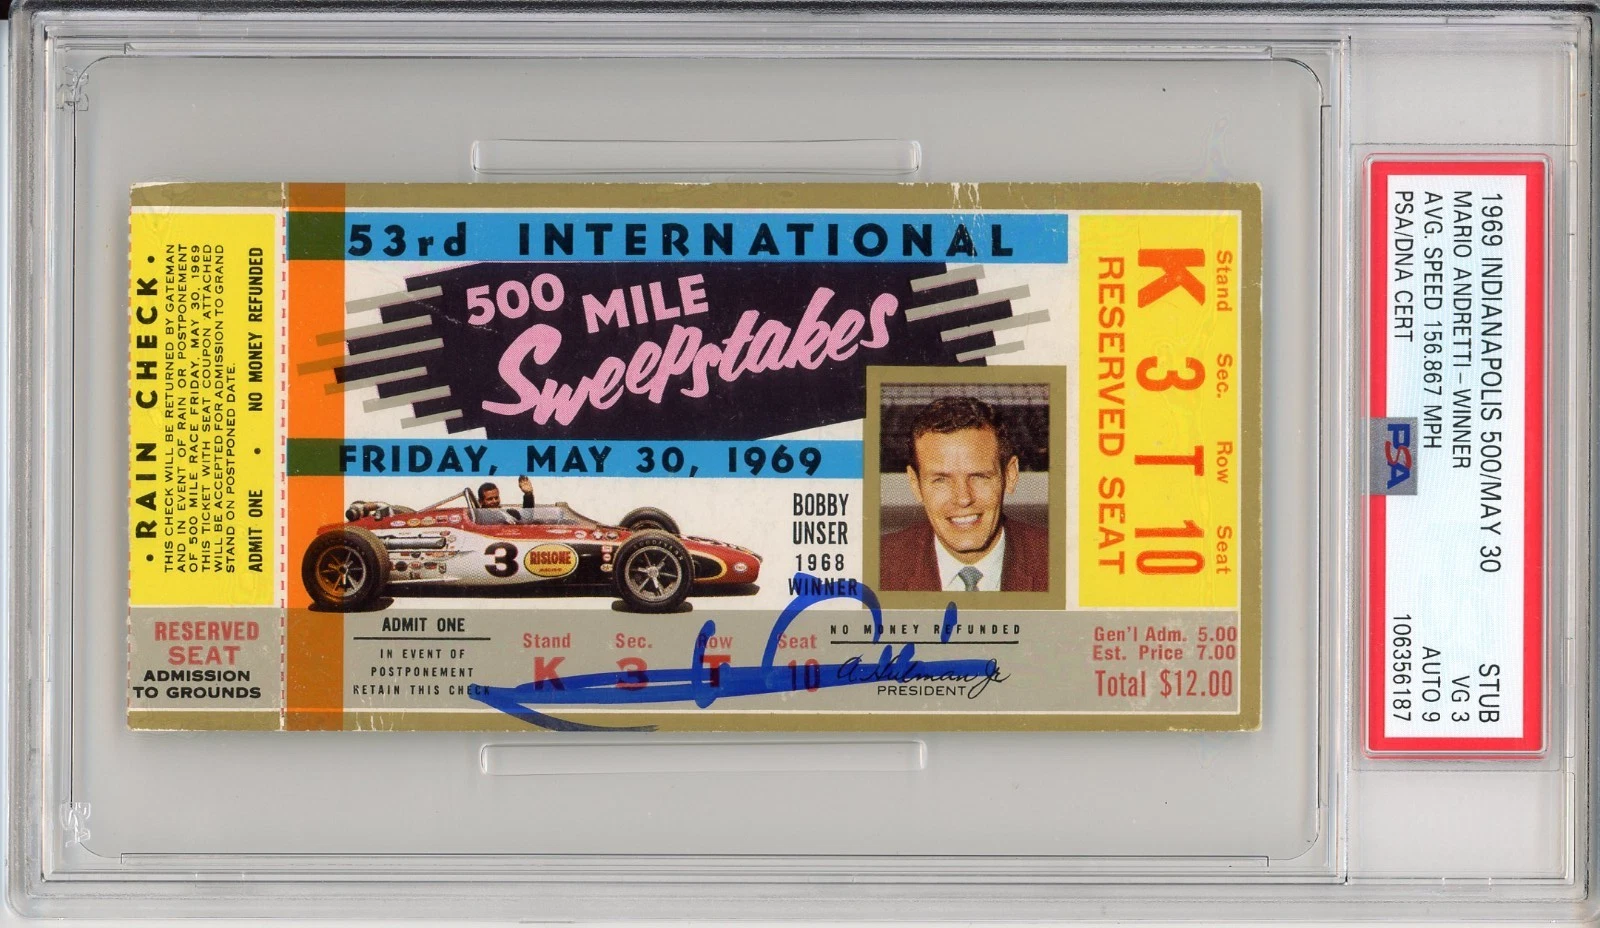 • RAIN CHECK •
THIS CHECK WILL BE RETURNED BY GATEMAN
AND IN EVENT OF RAIN OR POSTPONEMENT
OF 500 MILE RACE FRIDAY, MAY 30, 1969
THIS TICKET WITH SEAT COUPON ATTACHED
WILL BE ACCEPTED FOR ADMISSION TO GRAND
STAND ON POSTPONED DATE.
ADMIT ONE • NO MONEY REFUNDED
RESERVED
SEAT
ADMISSION
TO GROUNDS
53rd INTERNATIONAL
500 MILE
Sweepstakes
FRIDAY, MAY 30, 1969
3
RISLONE
BOBBY
UNSER
1968
WINNER
ADMIT ONE
IN EVENT OF
POSTPONEMENT
RETAIN THIS CHECK
Stand Sec. Row Seat
K 3 T 10
NO MONEY REFUNDED
A. Hulman Jr
PRESIDENT
Stand Sec. Row Seat
K 3 T 10
RESERVED SEAT
Gen'l Adm. 5.00
Est. Price 7.00
Total $12.00
1969 INDIANAPOLIS 500/MAY 30 STUB
MARIO ANDRETTI – WINNER VG 3
AVG. SPEED 156.867 MPH AUTO 9
PSA/DNA CERT 106356187
PSA